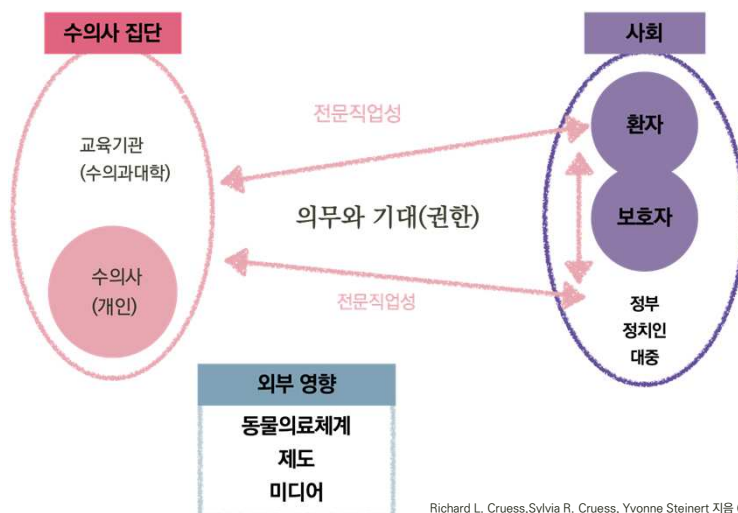 수의사 집단
사회
전문직업성
환자
교육기관
(수의과대학)
의무와 기대(권한)
보호자
수의사
(개인)
전문직업성
정부
정치인
대중
외부 영향
동물의료체계
제도
미디어
Richard L. Cruess,Sylvia R. Cruess, Yvonne Steinert 지음